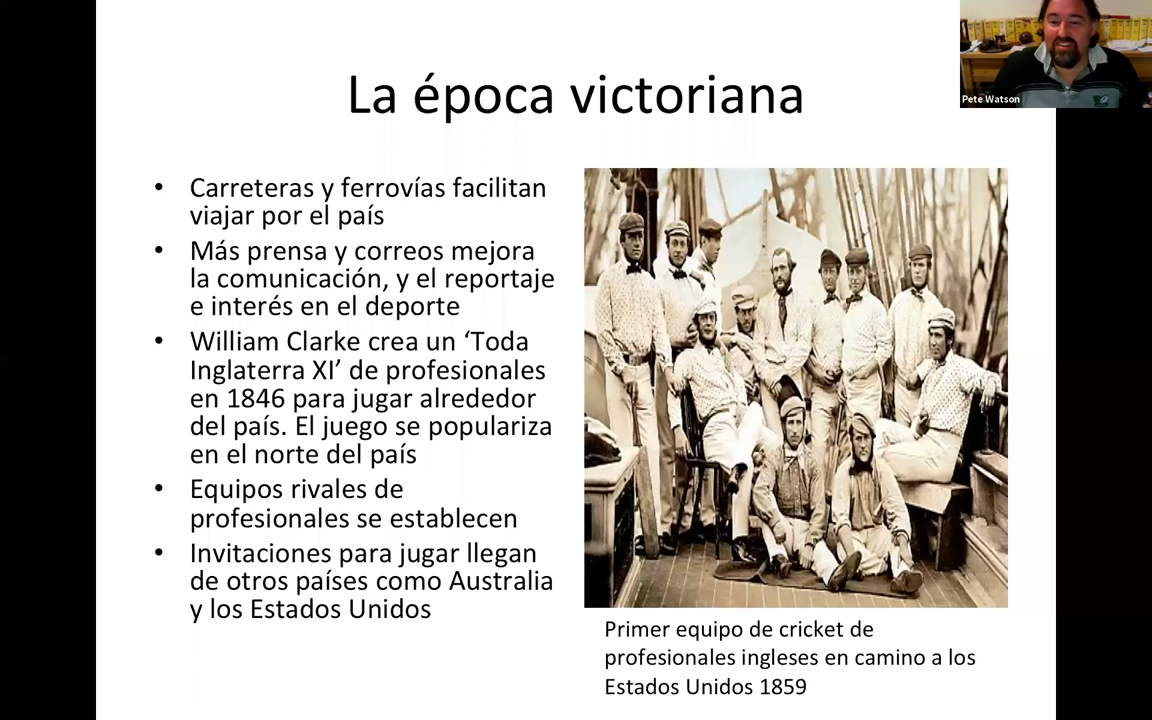 La época victoriana
Pete Watson
• Carreteras y ferrovías facilitan
viajar por el país
• Más prensa y correos mejora
la comunicación, y el reportaje
e interés en el deporte
• William Clarke crea un ‘Toda
Inglaterra XI’ de profesionales
en 1846 para jugar alrededor
del país. El juego se populariza
en el norte del país
• Equipos rivales de
profesionales se establecen
• Invitaciones para jugar llegan
de otros países como Australia
y los Estados Unidos
Primer equipo de cricket de
profesionales ingleses en camino a los
Estados Unidos 1859